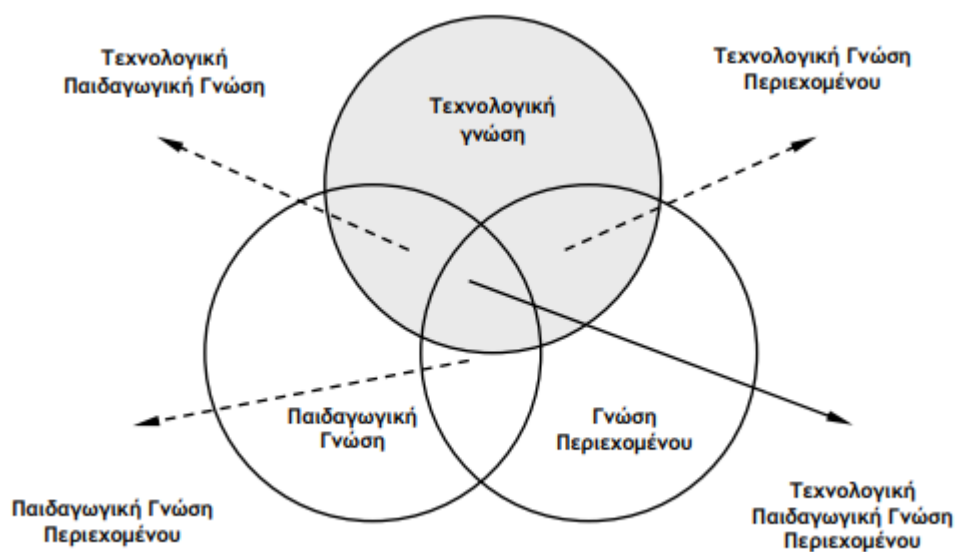 Τεχνολογική
Παιδαγωγική Γνώση
Τεχνολογική Γνώση
Περιεχομένου
Τεχνολογική
γνώση
Παιδαγωγική
Γνώση
Γνώση
Περιεχομένου
Παιδαγωγική Γνώση
Περιεχομένου
Τεχνολογική
Παιδαγωγική Γνώση
Περιεχομένου